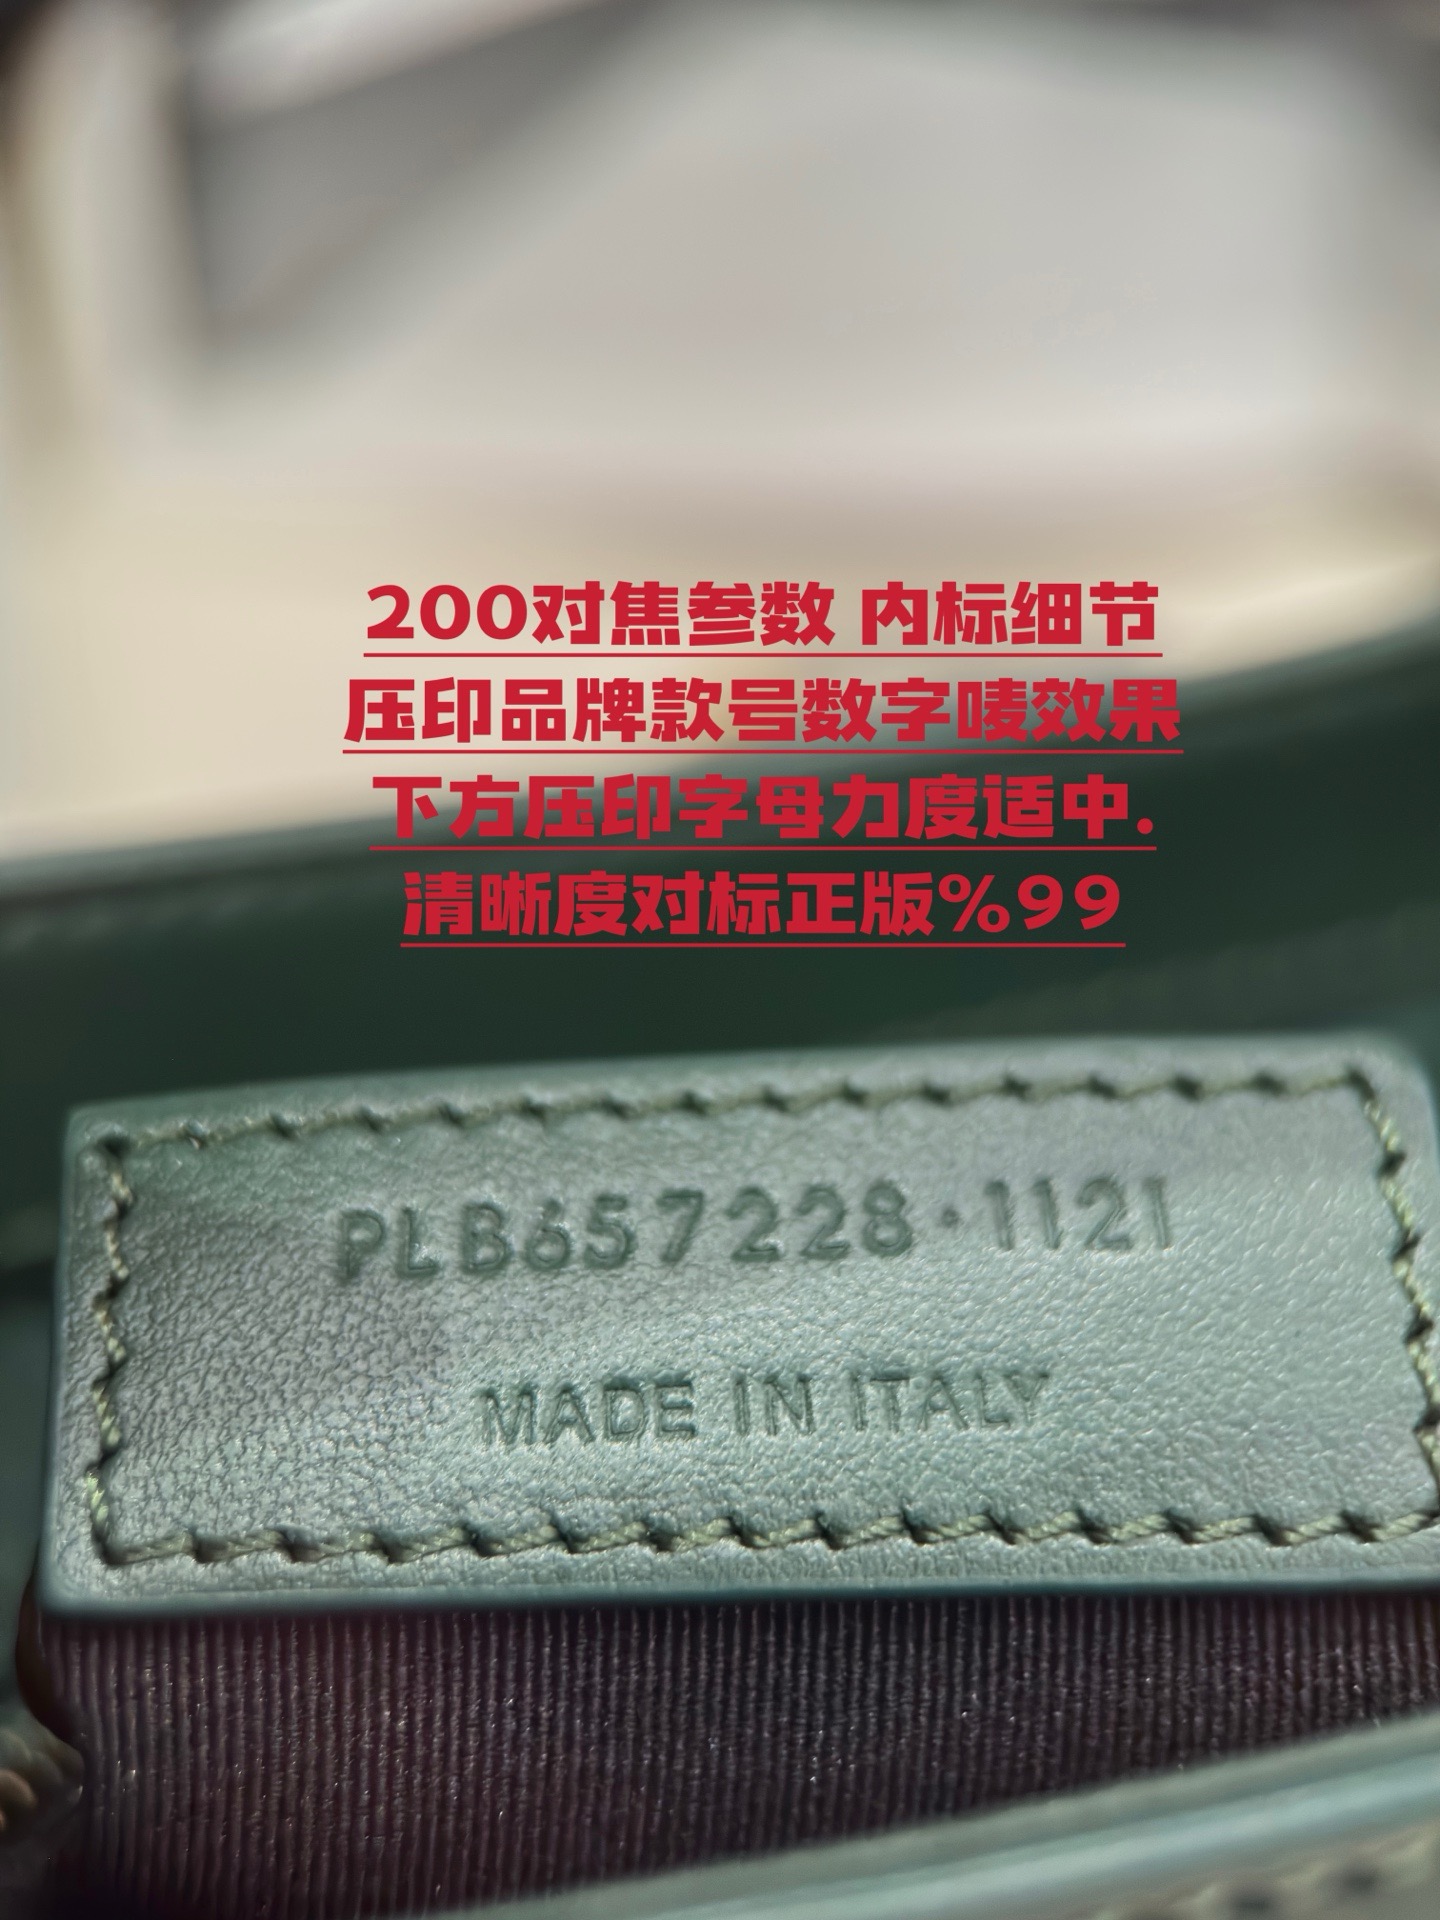 200对焦参数 内标细节
压印品牌款号数字唛效果
下方压印字母力度适中.
清晰度对标正版%99
PLB657228·1121
MADE IN ITALY